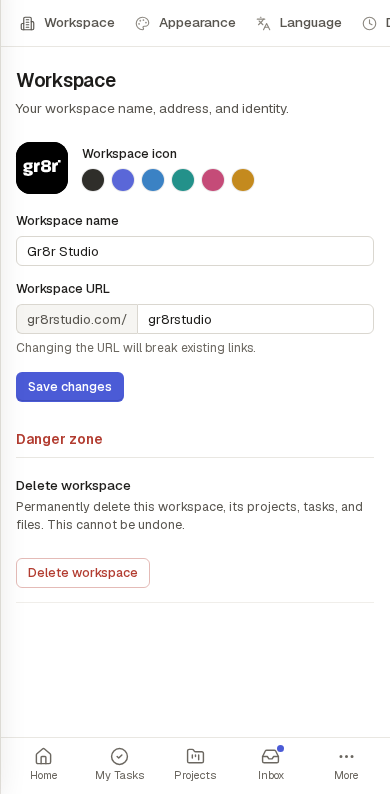 Workspace
Appearance
Language
Workspace
Your workspace name, address, and identity.
gr8r
Workspace icon
Workspace name
Gr8r Studio
Workspace URL
gr8rstudio.com/
gr8rstudio
Changing the URL will break existing links.
Save changes
Danger zone
Delete workspace
Permanently delete this workspace, its projects, tasks, and
files. This cannot be undone.
Delete workspace
Home
My Tasks
Projects
Inbox
More